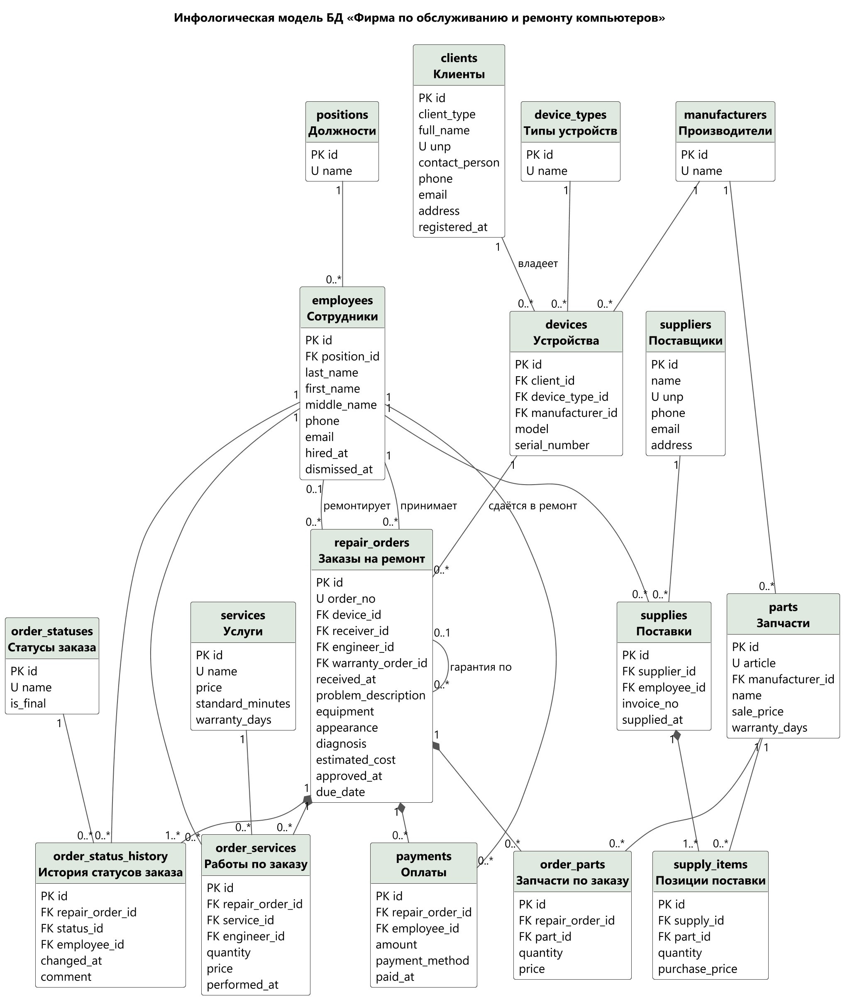 Инфологическая модель БД «Фирма по обслуживанию и ремонту компьютеров»
clients
Клиенты
PK id
client_type
full_name
U unp
contact_person
phone
email
address
registered_at
positions
Должности
PK id
U name
device_types
Типы устройств
PK id
U name
manufacturers
Производители
PK id
U name
1
1
1
1
1
владеет
0..*
0..*
0..*
0..*
employees
Сотрудники
PK id
FK position_id
last_name
first_name
middle_name
phone
email
hired_at
dismissed_at
devices
Устройства
PK id
FK client_id
FK device_type_id
FK manufacturer_id
model
serial_number
suppliers
Поставщики
PK id
name
U unp
phone
email
address
1
1
1
1
1
0..1
1
1
ремонтирует
принимает
сдаётся в ремонт
0..*
0..*
0..*
0..*
0..*
0..*
repair_orders
Заказы на ремонт
PK id
U order_no
FK device_id
FK receiver_id
FK engineer_id
FK warranty_order_id
received_at
problem_description
equipment
appearance
diagnosis
estimated_cost
approved_at
due_date
0..1
гарантия по
0..*
order_statuses
Статусы заказа
PK id
U name
is_final
services
Услуги
PK id
U name
price
standard_minutes
warranty_days
supplies
Поставки
PK id
FK supplier_id
FK employee_id
invoice_no
supplied_at
parts
Запчасти
PK id
U article
FK manufacturer_id
name
sale_price
warranty_days
1
1
1
1
1
1
1
1
1
0..*
0..*
1..*
0..*
0..*
0..*
0..*
0..*
0..*
0..*
1..*
0..*
order_status_history
История статусов заказа
PK id
FK repair_order_id
FK status_id
FK employee_id
changed_at
comment
order_services
Работы по заказу
PK id
FK repair_order_id
FK service_id
FK engineer_id
quantity
price
performed_at
payments
Оплаты
PK id
FK repair_order_id
FK employee_id
amount
payment_method
paid_at
order_parts
Запчасти по заказу
PK id
FK repair_order_id
FK part_id
quantity
price
supply_items
Позиции поставки
PK id
FK supply_id
FK part_id
quantity
purchase_price